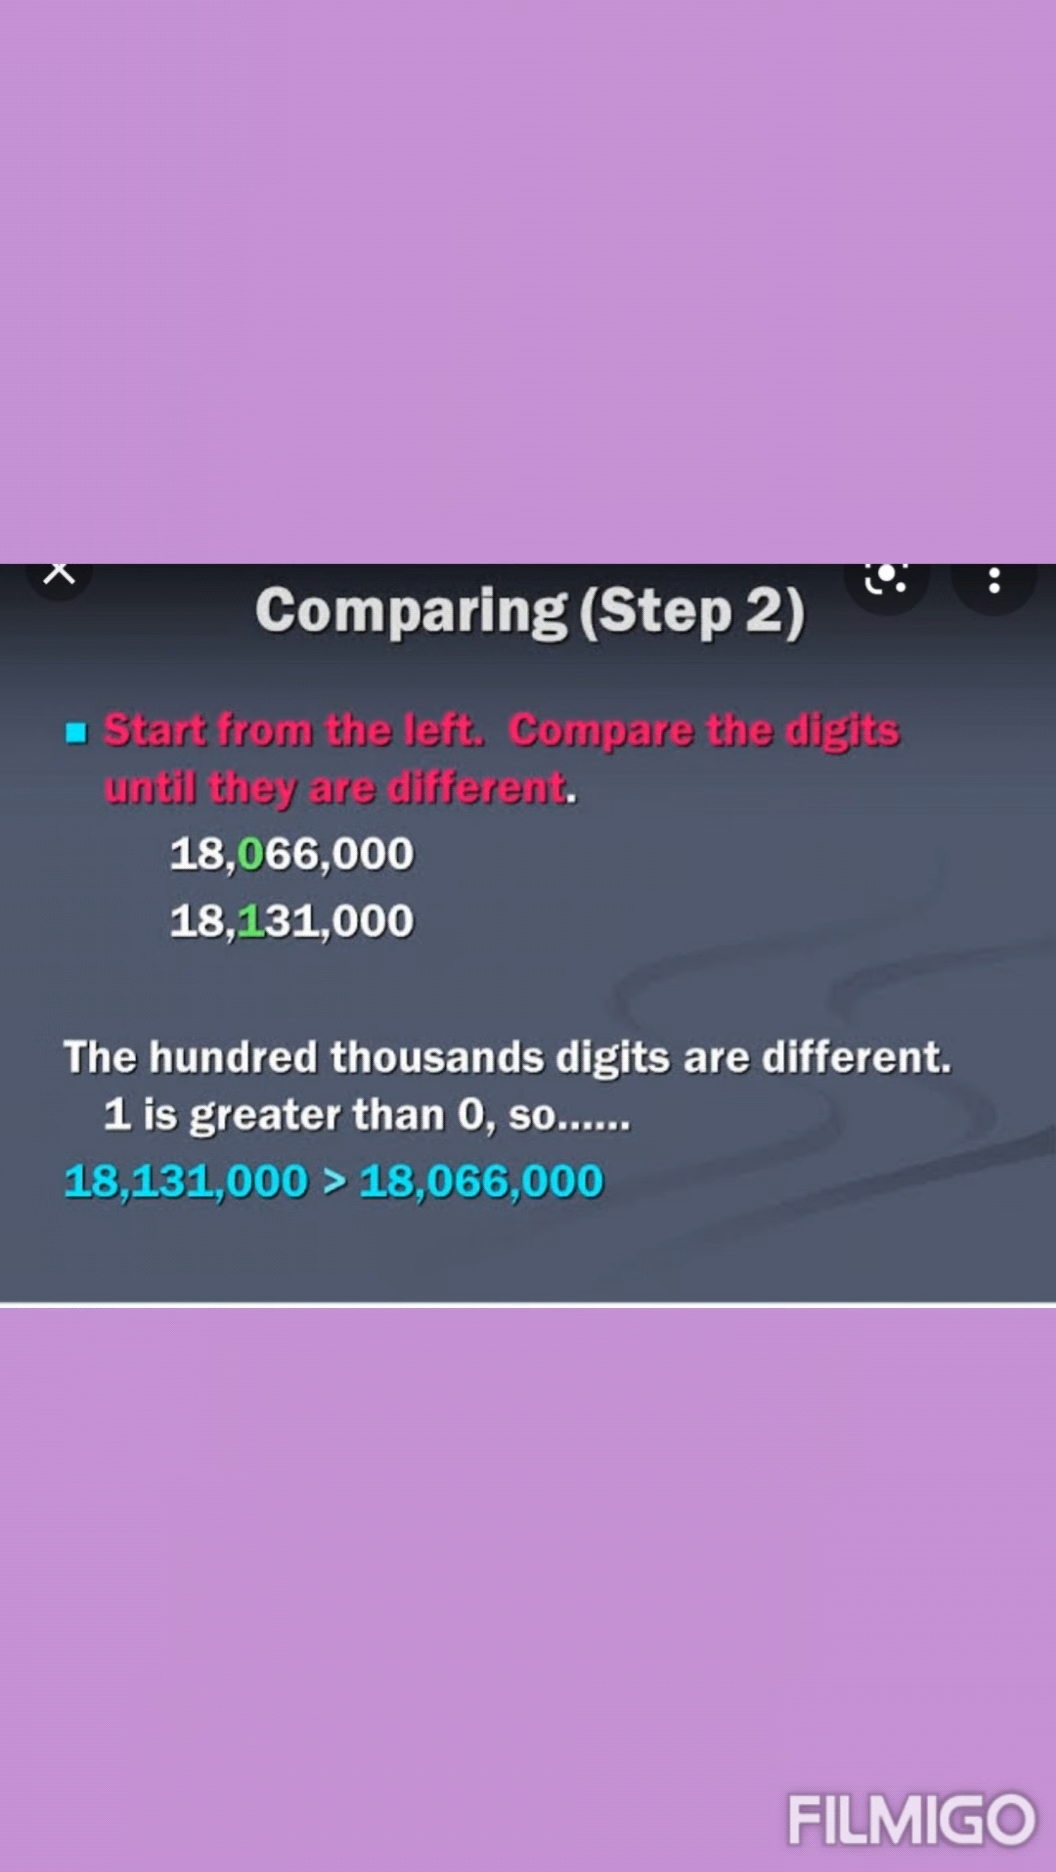 Comparing (Step 2)
Start from the left. Compare the digits
until they are different.
18,066,000
18,131,000
The hundred thousands digits are different.
1 is greater than 0, so......
18,131,000 > 18,066,000
FILMIGO